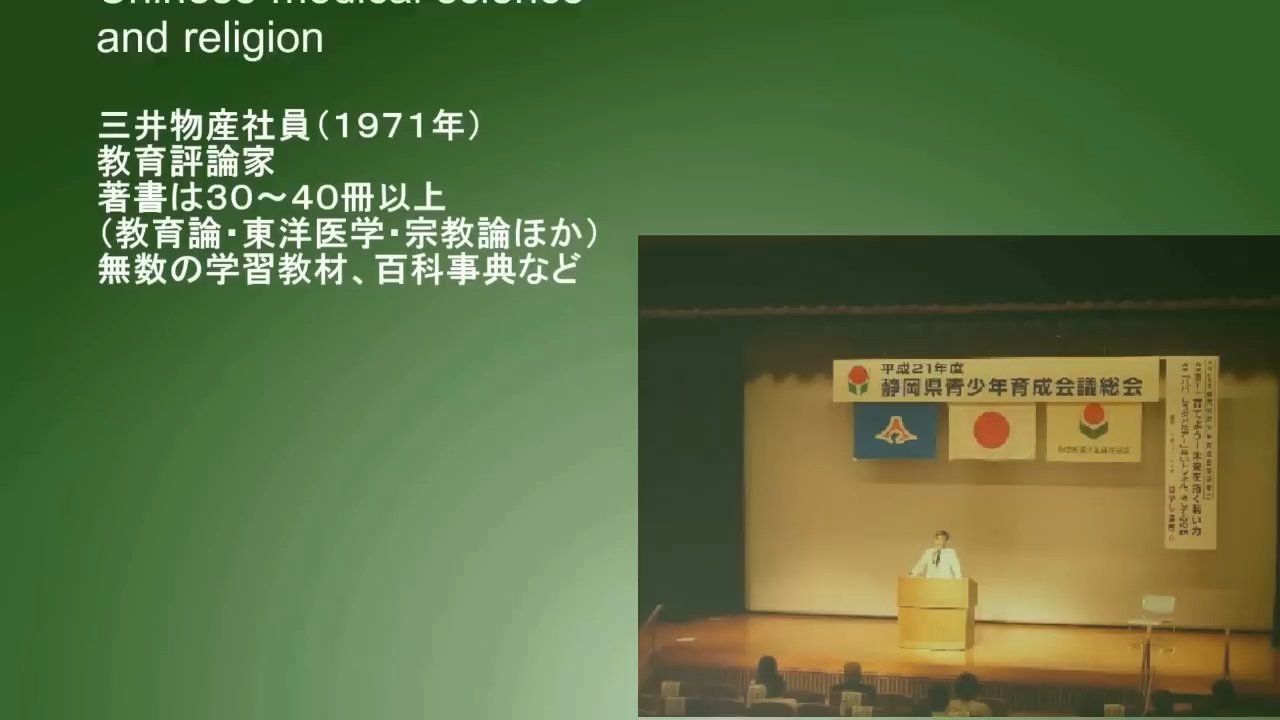 Chinese medical science
and religion
三井物産社員（１９７１年）
教育評論家
著書は３０～４０冊以上
（教育論・東洋医学・宗教論ほか）
無数の学習教材、百科事典など
平成21年度
静岡県青少年育成会議総会